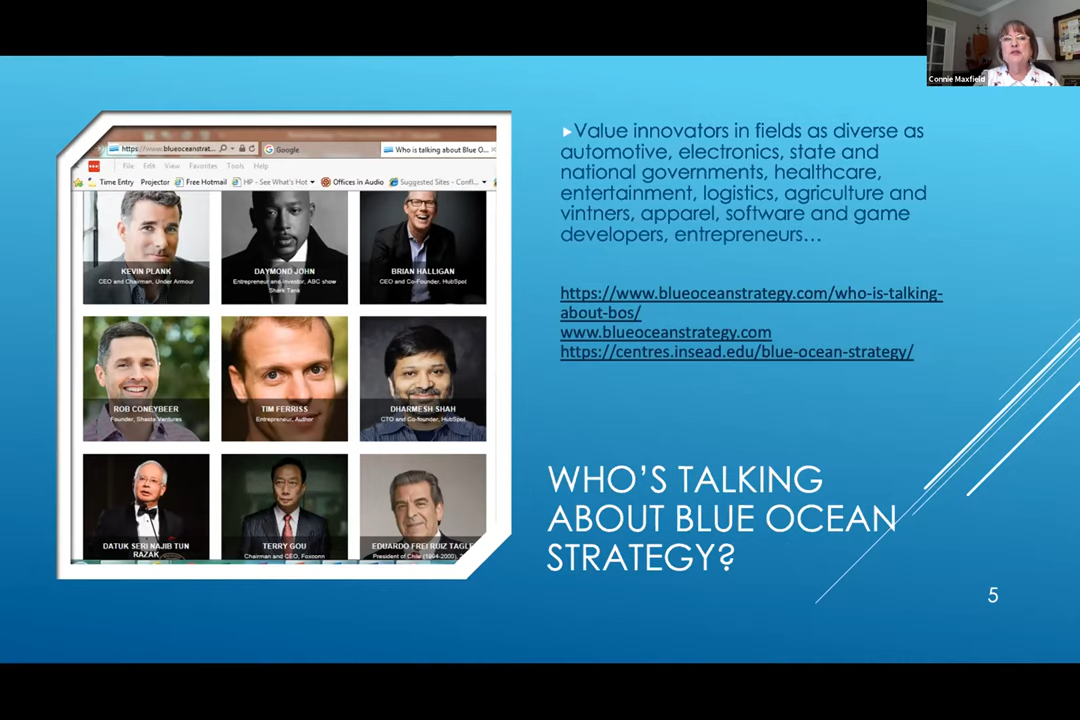 Connie Maxfield
https://www.blueoceanstrat...
Google
Who is talking about Blue O...
File Edit View Favorites Tools Help
Time Entry Projector Free Hotmail HP - See What's Hot Offices in Audio Suggested Sites - Confi...
KEVIN PLANK
CEO and Chairman, Under Armour
DAYMOND JOHN
Entrepreneur and Investor, ABC show
Shark Tank
BRIAN HALLIGAN
CEO and Co-Founder, HubSpot
ROB CONEYBEER
Founder, Shasta Ventures
TIM FERRISS
Entrepreneur, Author
DHARMESH SHAH
CTO and Co-founder, HubSpot
DATUK SERI NAJIB TUN
RAZAK
TERRY GOU
Chairman and CEO, Foxconn
EDUARDO FREI RUIZ TAGLE
President of Chile (1994-2000),
Value innovators in fields as diverse as
automotive, electronics, state and
national governments, healthcare,
entertainment, logistics, agriculture and
vintners, apparel, software and game
developers, entrepreneurs…
https://www.blueoceanstrategy.com/who-is-talking-
about-bos/
www.blueoceanstrategy.com
https://centres.insead.edu/blue-ocean-strategy/
WHO'S TALKING
ABOUT BLUE OCEAN
STRATEGY?
5